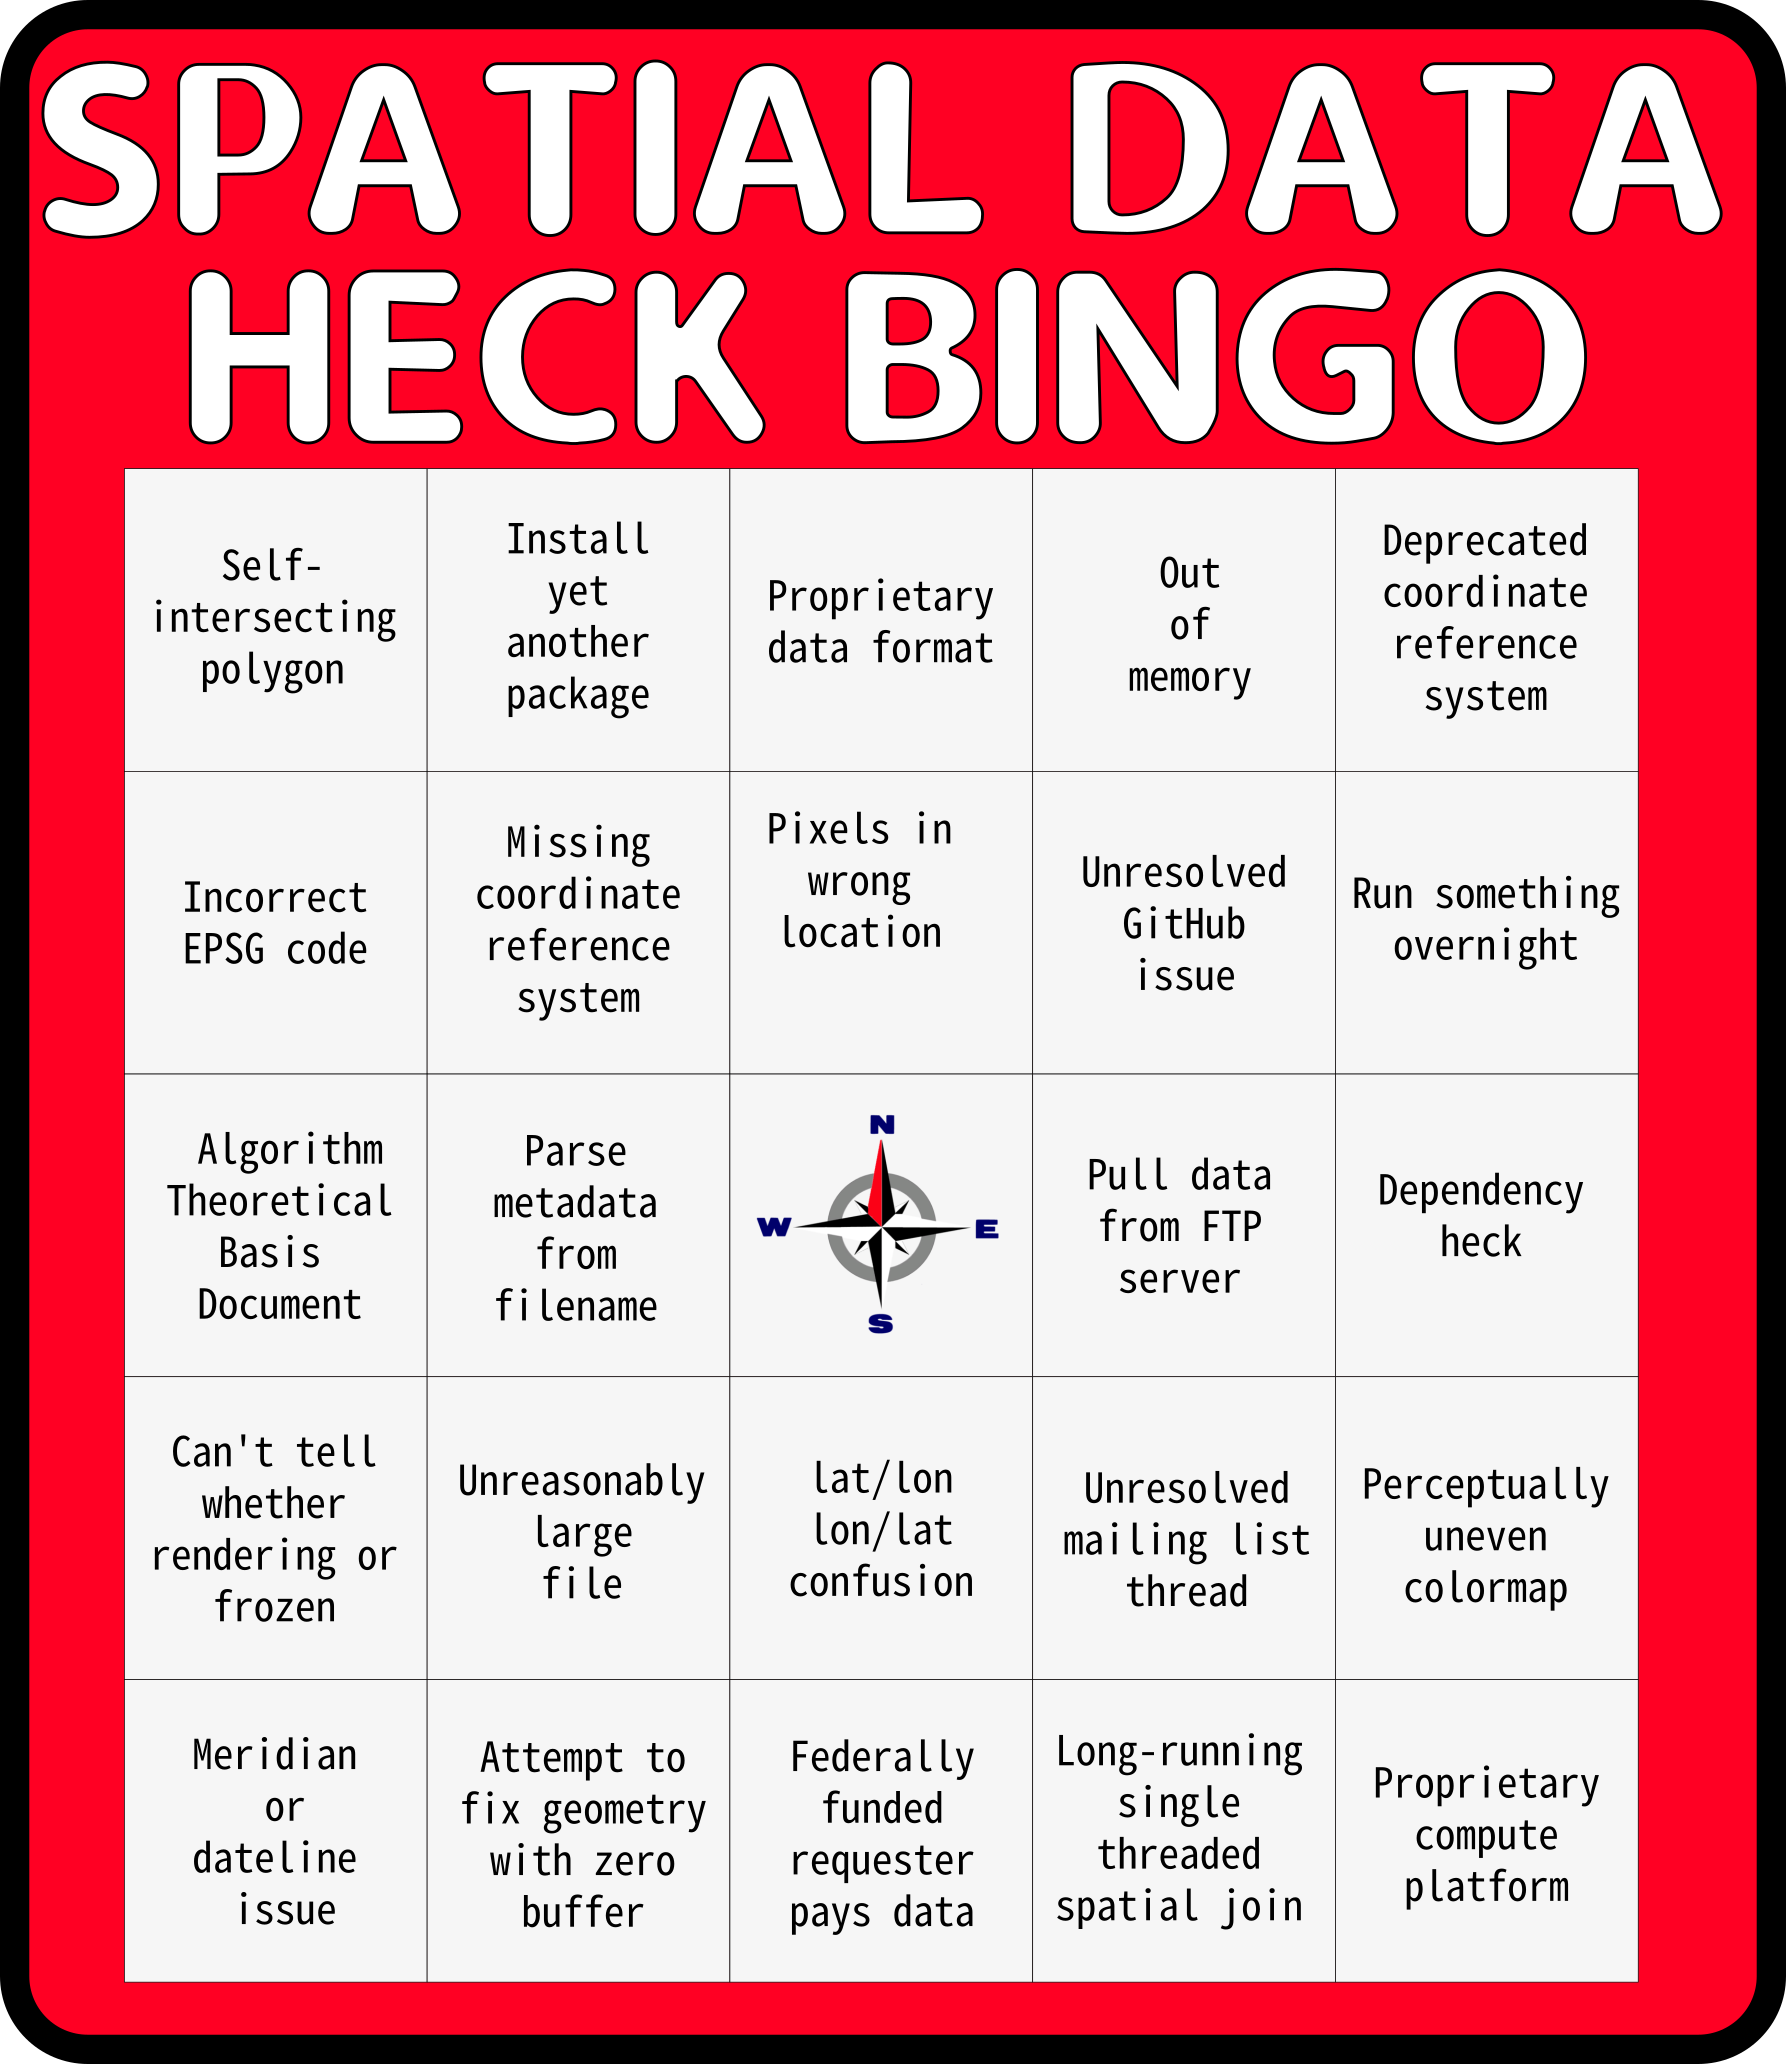 SPATIAL DATA
HECK BINGO
Self-
intersecting
polygon
Install
yet
another
package
Proprietary
data format
Out
of
memory
Deprecated
coordinate
reference
system
Incorrect
EPSG code
Missing
coordinate
reference
system
Pixels in
wrong
location
Unresolved
GitHub
issue
Run something
overnight
Algorithm
Theoretical
Basis
Document
Parse
metadata
from
filename
N
W
E
S
Pull data
from FTP
server
Dependency
heck
Can't tell
whether
rendering or
frozen
Unreasonably
large
file
lat/lon
lon/lat
confusion
Unresolved
mailing list
thread
Perceptually
uneven
colormap
Meridian
or
dateline
issue
Attempt to
fix geometry
with zero
buffer
Federally
funded
requester
pays data
Long-running
single
threaded
spatial join
Proprietary
compute
platform